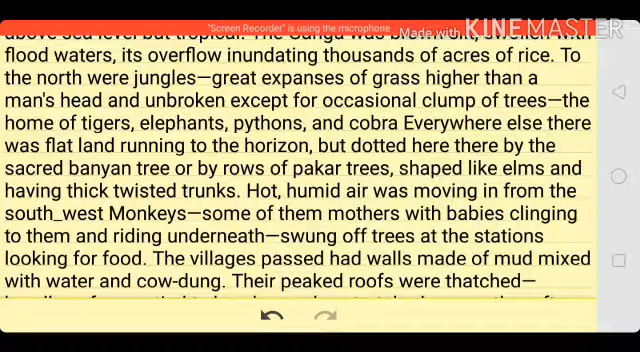 "Screen Recorder" is using the microphone
Made with KINEMASTER
flood waters, its overflow inundating thousands of acres of rice. To
the north were jungles—great expanses of grass higher than a
man's head and unbroken except for occasional clump of trees—the
home of tigers, elephants, pythons, and cobra Everywhere else there
was flat land running to the horizon, but dotted here there by the
sacred banyan tree or by rows of pakar trees, shaped like elms and
having thick twisted trunks. Hot, humid air was moving in from the
south_west Monkeys—some of them mothers with babies clinging
to them and riding underneath—swung off trees at the stations
looking for food. The villages passed had walls made of mud mixed
with water and cow-dung. Their peaked roofs were thatched—